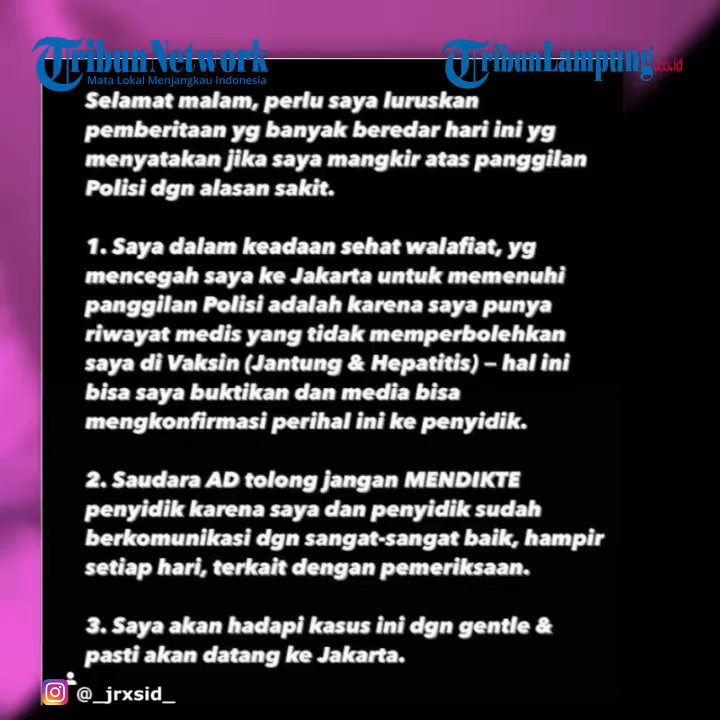 TribunNetwork
Mata Lokal Menjangkau Indonesia
TribunLampung.co.id
Selamat malam, perlu saya luruskan
pemberitaan yg banyak beredar hari ini yg
menyatakan jika saya mangkir atas panggilan
Polisi dgn alasan sakit.
1. Saya dalam keadaan sehat walafiat, yg
mencegah saya ke Jakarta untuk memenuhi
panggilan Polisi adalah karena saya punya
riwayat medis yang tidak memperbolehkan
saya di Vaksin (Jantung & Hepatitis) – hal ini
bisa saya buktikan dan media bisa
mengkonfirmasi perihal ini ke penyidik.
2. Saudara AD tolong jangan MENDIKTE
penyidik karena saya dan penyidik sudah
berkomunikasi dgn sangat-sangat baik, hampir
setiap hari, terkait dengan pemeriksaan.
3. Saya akan hadapi kasus ini dgn gentle &
pasti akan datang ke Jakarta.
@_jrxsid_